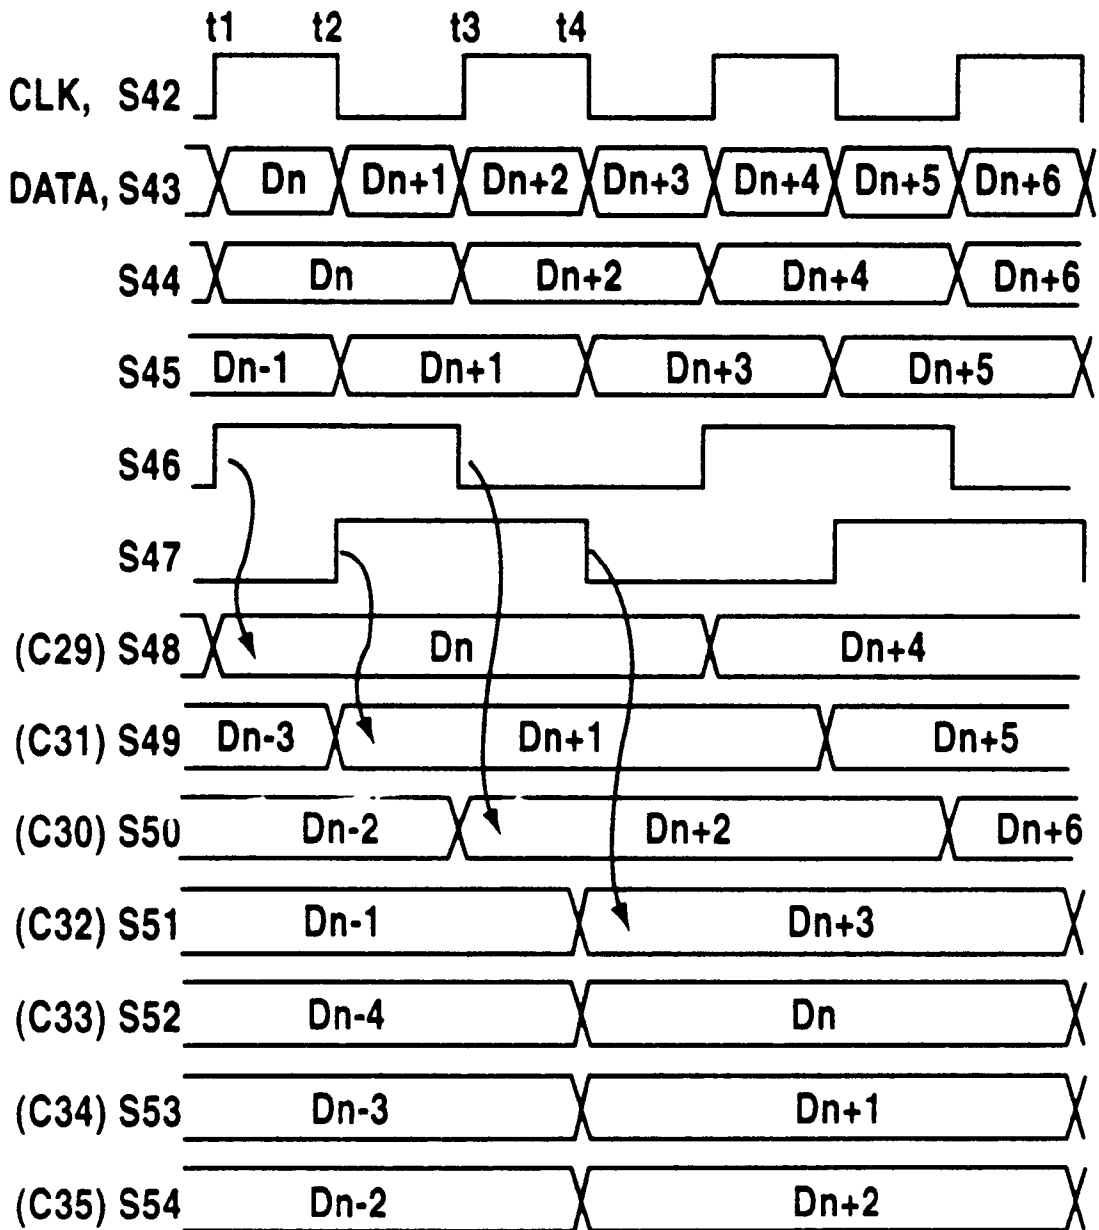 t1 t2 t3 t4
CLK, S42
DATA, S43 Dn Dn+1 Dn+2 Dn+3 Dn+4 Dn+5 Dn+6
S44 Dn Dn+2 Dn+4 Dn+6
S45 Dn-1 Dn+1 Dn+3 Dn+5
S46
S47
(C29) S48 Dn Dn+4
(C31) S49 Dn-3 Dn+1 Dn+5
(C30) S50 Dn-2 Dn+2 Dn+6
(C32) S51 Dn-1 Dn+3
(C33) S52 Dn-4 Dn
(C34) S53 Dn-3 Dn+1
(C35) S54 Dn-2 Dn+2